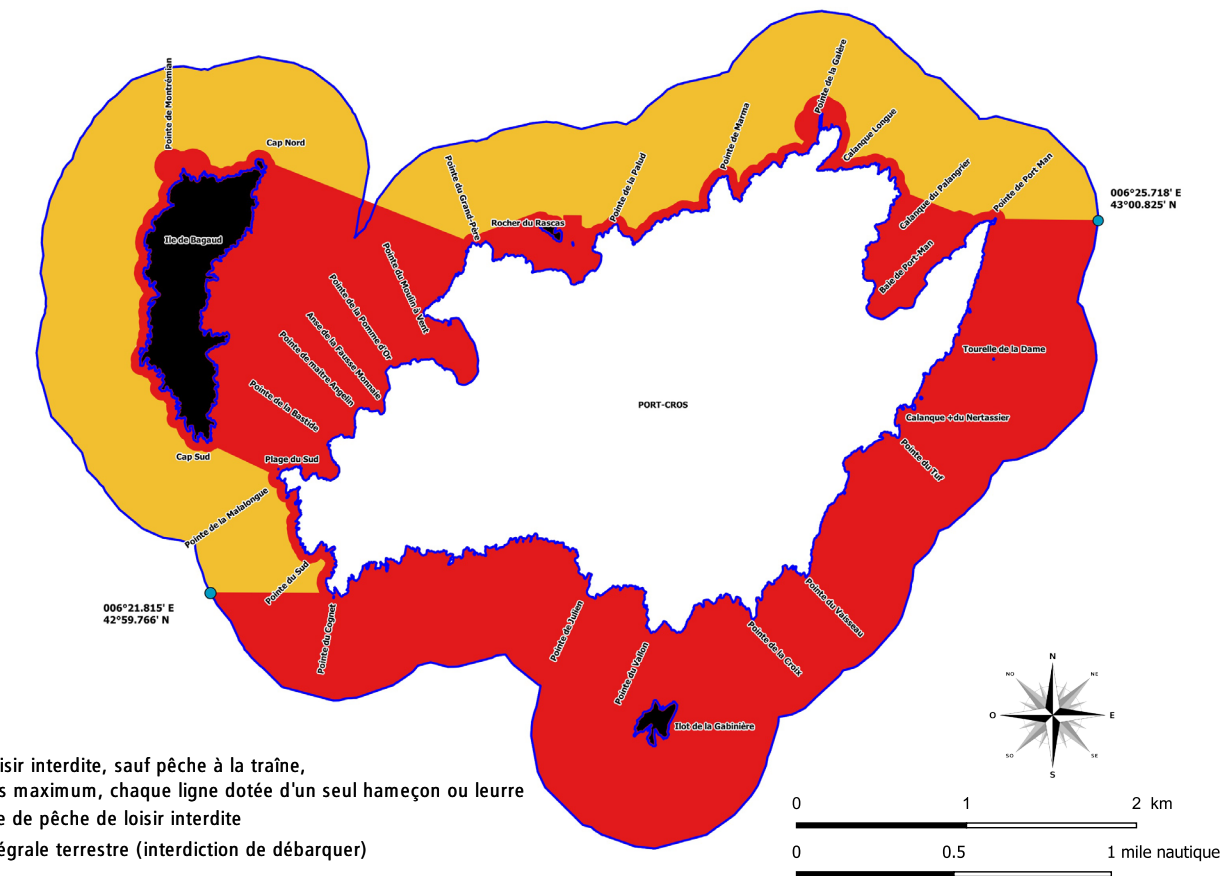 Pointe de Montrémian
Cap Nord
Pointe de la Galère
Pointe de Marma
Calanque Longue
Pointe du Grand-Père
Pointe de la Palud
Calanque du Palangrier
Pointe de Port Man
006°25.718' E
43°00.825' N
Rocher du Rascas
Ile de Bagaud
Pointe du Moulin à Vent
Baie de Port-Man
Pointe de la Pomme d'Or
Anse de la Fausse Monnaie
Pointe de maître Angelin
Tourelle de la Dame
Pointe de la Bastide
PORT-CROS
Calanque +du Nertassier
Cap Sud
Plage du Sud
Pointe du Tuf
Pointe de la Malalongue
Pointe du Sud
006°21.815' E
42°59.766' N
Pointe du Cognet
Pointe de Julien
Pointe du Vallon
Pointe de la Croix
Pointe du Vaisseau
Ilot de la Gabinière
N
NO
NE
O
E
SO
SE
S
isir interdite, sauf pêche à la traîne,
s maximum, chaque ligne dotée d'un seul hameçon ou leurre
e de pêche de loisir interdite
égrale terrestre (interdiction de débarquer)
0 1 2 km
0 0.5 1 mile nautique